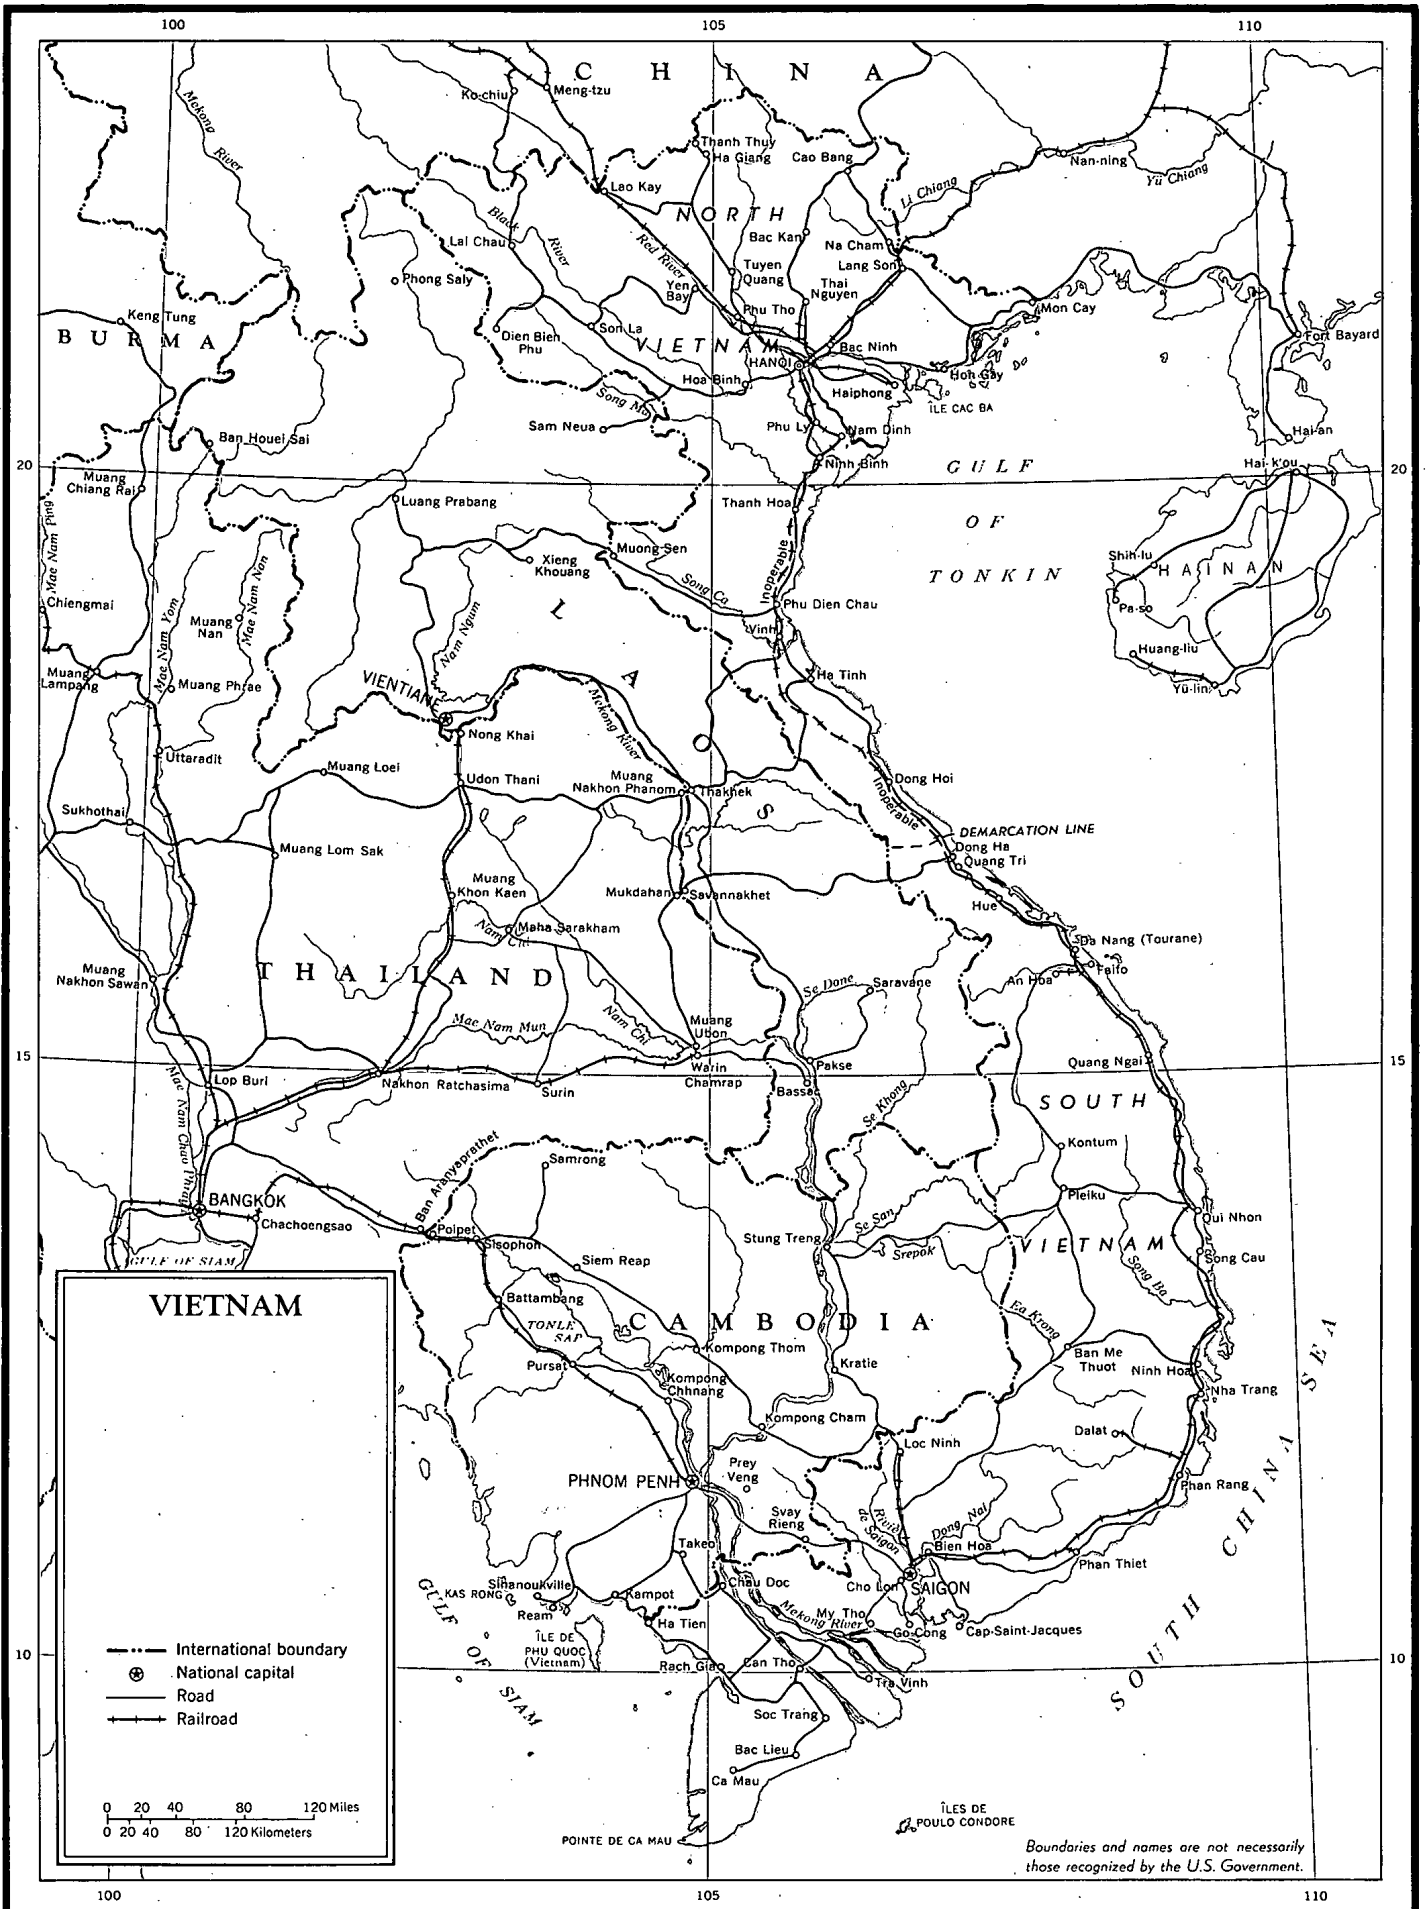 100 105 110
C H I N A
Ko-chiu
Meng-tzu
Mekong River
Thanh Thuy
Ha Giang
Cao Bang
Nan-ning
Yü Chiang
Li Chiang
Lao Kay
NORTH
Black River
Red River
Bac Kan
Na Cham
Lai Chau
Lang Son
Tuyen
Quang
Thai
Nguyen
Phong Saly
Yen
Bay
Mon Cay
Phu Tho
Keng Tung
BURMA
Dien Bien
Phu
Son La
VIETNAM
Bac Ninh
Fort Bayard
HANOI
Hon Gay
Hoa Binh
Haiphong
ÎLE CAC BA
Song Ma
Sam Neua
Phu Ly
Nam Dinh
Hai-an
Ban Houei Sai
Ninh Binh
GULF
OF
TONKIN
Hai-k'ou
20 20
Muang
Chiang Rai
Luang Prabang
Thanh Hoa
Mae Nam Ping
Mae Nam Nan
Mae Nam Yom
Xieng
Khouang
Muong Sen
Inoperable
Song Ca
Shih-lu
HAINAN
Chiengmai
Phu Dien Chau
Pa-so
Muang
Nan
Nam Ngum
L A O S
Vinh
Huang-liu
Muang
Lampang
Muang Phrae
VIENTIANE
Ha Tinh
Yü-lin
Mekong River
Nong Khai
Uttaradit
Muang Loei
Udon Thani
Muang
Nakhon Phanom
Thakhek
Dong Hoi
Inoperable
Sukhothai
DEMARCATION LINE
Muang Lom Sak
Dong Ha
Quang Tri
Muang
Khon Kaen
Mukdahan
Savannakhet
Hue
Nam Chi
Maha Sarakham
Da Nang (Tourane)
Faifo
An Hoa
Muang
Nakhon Sawan
THAILAND
Se Done
Saravane
Nam Chi
Mae Nam Mun
Muang
Ubon
15 15
Quang Ngai
Mae Nam Chao Phraya
Lop Buri
Nakhon Ratchasima
Surin
Warin
Chamrap
Pakse
Bassac
Se Khong
SOUTH
Ban Aranyaprathet
Samrong
Kontum
BANGKOK
Chachoengsao
Pleiku
Qui Nhon
Poipet
Sisophon
Stung Treng
Se San
Srepok
VIETNAM
Song Cau
Song Ba
GULF OF SIAM
Siem Reap
Battambang
TONLE
SAP
CAMBODIA
Ea Krong
Kompong Thom
Ban Me
Thuot
Ninh Hoa
Pursat
Kratie
Kompong
Chhnang
Nha Trang
Kompong Cham
Loc Ninh
Dalat
Prey
Veng
PHNOM PENH
Phan Rang
Svay
Rieng
de Saigon
Dong Nai
Bien Hoa
Takeo
Phan Thiet
Chau Doc
Cho Lon
SAIGON
KAS RONG
Sihanoukville
Kampot
Ream
Mekong River
My Tho
Ha Tien
Go Cong
Cap-Saint-Jacques
ÎLE DE
PHU QUOC
(Vietnam)
GULF OF SIAM
SOUTH CHINA SEA
10 10
Rach Gia
Can Tho
Tra Vinh
Soc Trang
Bac Lieu
Ca Mau
POINTE DE CA MAU
ÎLES DE
POULO CONDORE
VIETNAM
International boundary
National capital
Road
Railroad
0 20 40 80 120 Miles
0 20 40 80 120 Kilometers
Boundaries and names are not necessarily
those recognized by the U.S. Government.
100 105 110